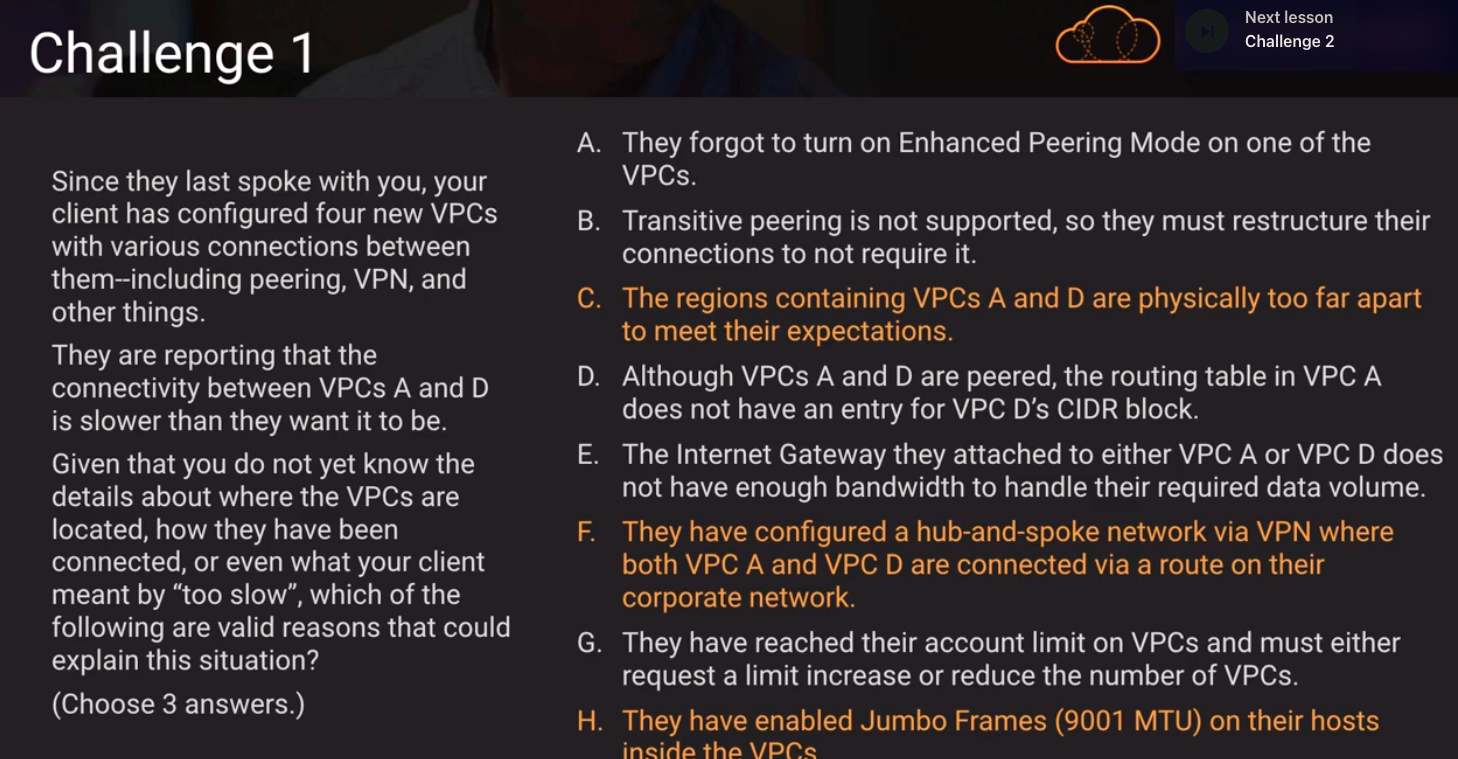 Challenge 1
Next lesson
Challenge 2
Since they last spoke with you, your
client has configured four new VPCs
with various connections between
them--including peering, VPN, and
other things.
They are reporting that the
connectivity between VPCs A and D
is slower than they want it to be.
Given that you do not yet know the
details about where the VPCs are
located, how they have been
connected, or even what your client
meant by “too slow”, which of the
following are valid reasons that could
explain this situation?
(Choose 3 answers.)
A. They forgot to turn on Enhanced Peering Mode on one of the
VPCs.
B. Transitive peering is not supported, so they must restructure their
connections to not require it.
C. The regions containing VPCs A and D are physically too far apart
to meet their expectations.
D. Although VPCs A and D are peered, the routing table in VPC A
does not have an entry for VPC D’s CIDR block.
E. The Internet Gateway they attached to either VPC A or VPC D does
not have enough bandwidth to handle their required data volume.
F. They have configured a hub-and-spoke network via VPN where
both VPC A and VPC D are connected via a route on their
corporate network.
G. They have reached their account limit on VPCs and must either
request a limit increase or reduce the number of VPCs.
H. They have enabled Jumbo Frames (9001 MTU) on their hosts
inside the VPCs